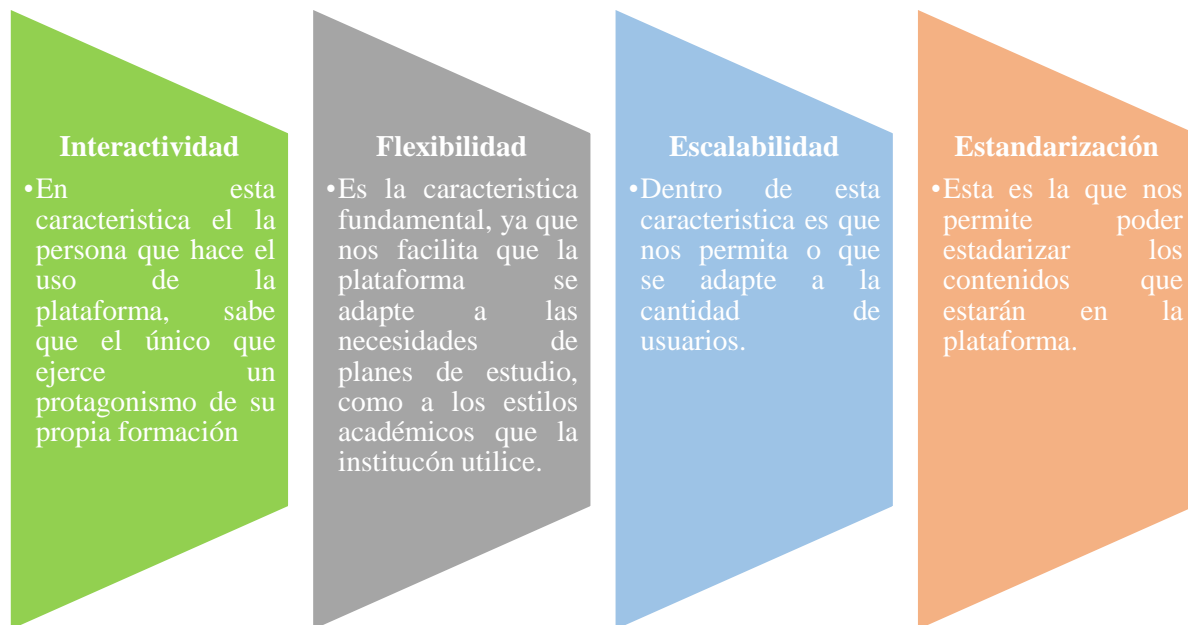 Interactividad
•En esta
caracteristica el la
persona que hace el
uso de la
plataforma, sabe
que el único que
ejerce un
protagonismo de su
propia formación
Flexibilidad
•Es la caracteristica
fundamental, ya que
nos facilita que la
plataforma se
adapte a las
necesidades de
planes de estudio,
como a los estilos
académicos que la
institucón utilice.
Escalabilidad
•Dentro de esta
caracteristica es que
nos permita o que
se adapte a la
cantidad de
usuarios.
Estandarización
•Esta es la que nos
permite poder
estadarizar los
contenidos que
estarán en la
plataforma.